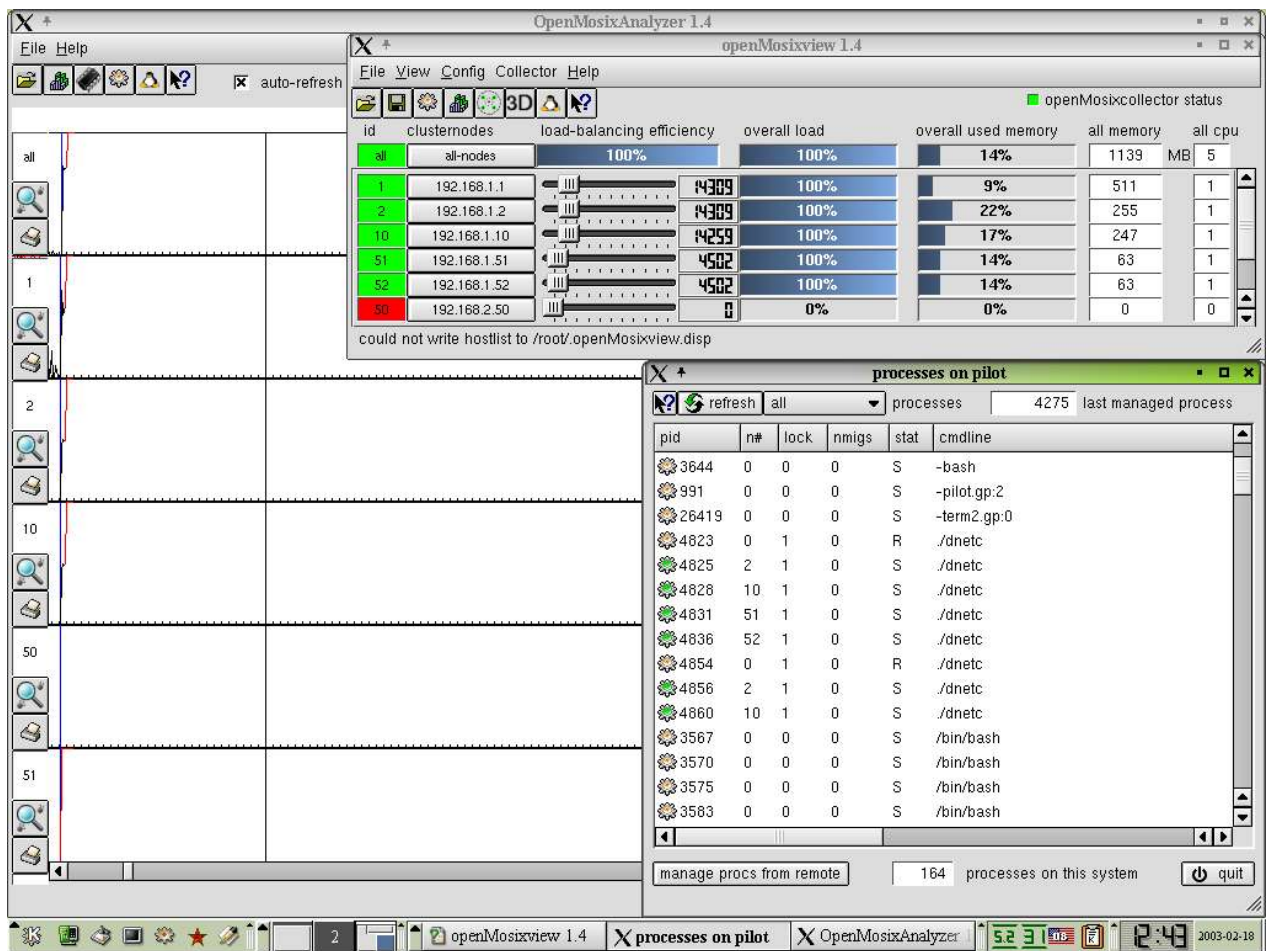 OpenMosixAnalyzer 1.4
File Help
auto-refresh
all
1
2
10
50
51
openMosixview 1.4
File View Config Collector Help
3D
openMosixcollector status
id clusternodes load-balancing efficiency overall load overall used memory all memory all cpu
all all-nodes 100% 100% 14% 1139 MB 5
1 192.168.1.1 14309 100% 9% 511 1
2 192.168.1.2 14309 100% 22% 255 1
10 192.168.1.10 14259 100% 17% 247 1
51 192.168.1.51 4502 100% 14% 63 1
52 192.168.1.52 4502 100% 14% 63 1
50 192.168.2.50 0 0% 0% 0 0
could not write hostlist to /root/.openMosixview.disp
processes on pilot
refresh all processes 4275 last managed process
pid n# lock nmigs stat cmdline
3644 0 0 0 S -bash
991 0 0 0 S -pilot.gp:2
26419 0 0 0 S -term2.gp:0
4823 0 1 0 R ./dnetc
4825 2 1 0 S ./dnetc
4828 10 1 0 S ./dnetc
4831 51 1 0 S ./dnetc
4836 52 1 0 S ./dnetc
4854 0 1 0 R ./dnetc
4856 2 1 0 S ./dnetc
4860 10 1 0 S ./dnetc
3567 0 0 0 S /bin/bash
3570 0 0 0 S /bin/bash
3575 0 0 0 S /bin/bash
3583 0 0 0 S /bin/bash
manage procs from remote 164 processes on this system quit
2 openMosixview 1.4 processes on pilot OpenMosixAnalyzer 2003-02-18